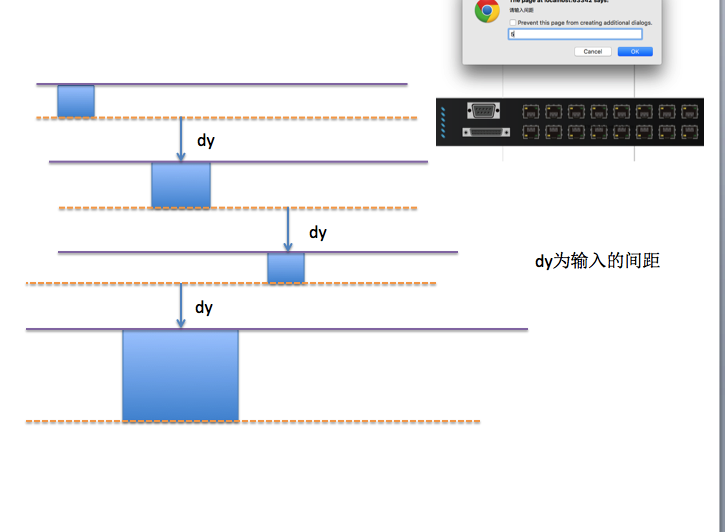 The page at localhost:63342 says:
请输入间距
Prevent this page from creating additional dialogs.
5
Cancel
OK
dy
dy
dy为输入的间距
dy